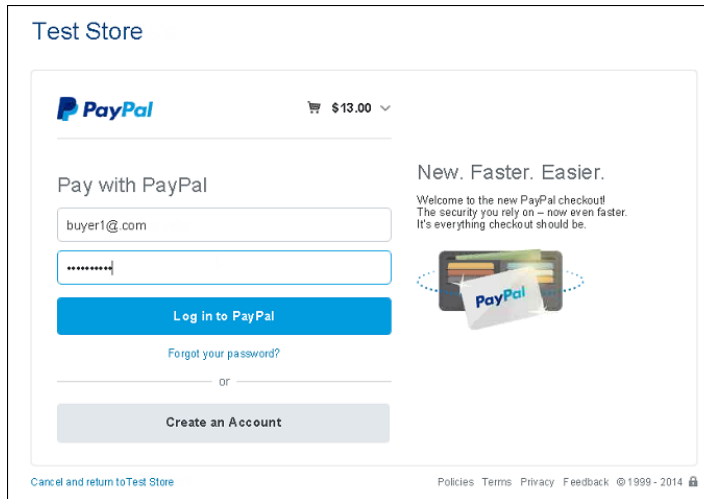 Test Store
PayPal
$13.00
Pay with PayPal
buyer1@.com
••••••••••
Log in to PayPal
Forgot your password?
or
Create an Account
New. Faster. Easier.
Welcome to the new PayPal checkout!
The security you rely on – now even faster.
It's everything checkout should be.
PayPal
Cancel and return toTest Store
Policies Terms Privacy Feedback © 1999 - 2014